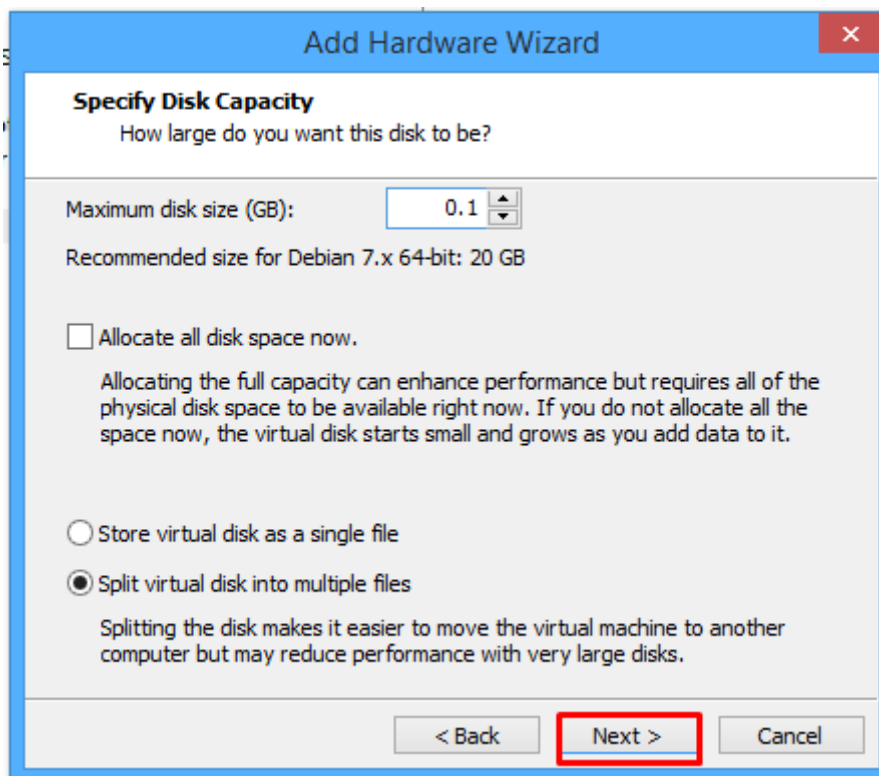 Add Hardware Wizard
Specify Disk Capacity
How large do you want this disk to be?
Maximum disk size (GB): 0.1
Recommended size for Debian 7.x 64-bit: 20 GB
Allocate all disk space now.
Allocating the full capacity can enhance performance but requires all of the
physical disk space to be available right now. If you do not allocate all the
space now, the virtual disk starts small and grows as you add data to it.
Store virtual disk as a single file
Split virtual disk into multiple files
Splitting the disk makes it easier to move the virtual machine to another
computer but may reduce performance with very large disks.
< Back Next > Cancel